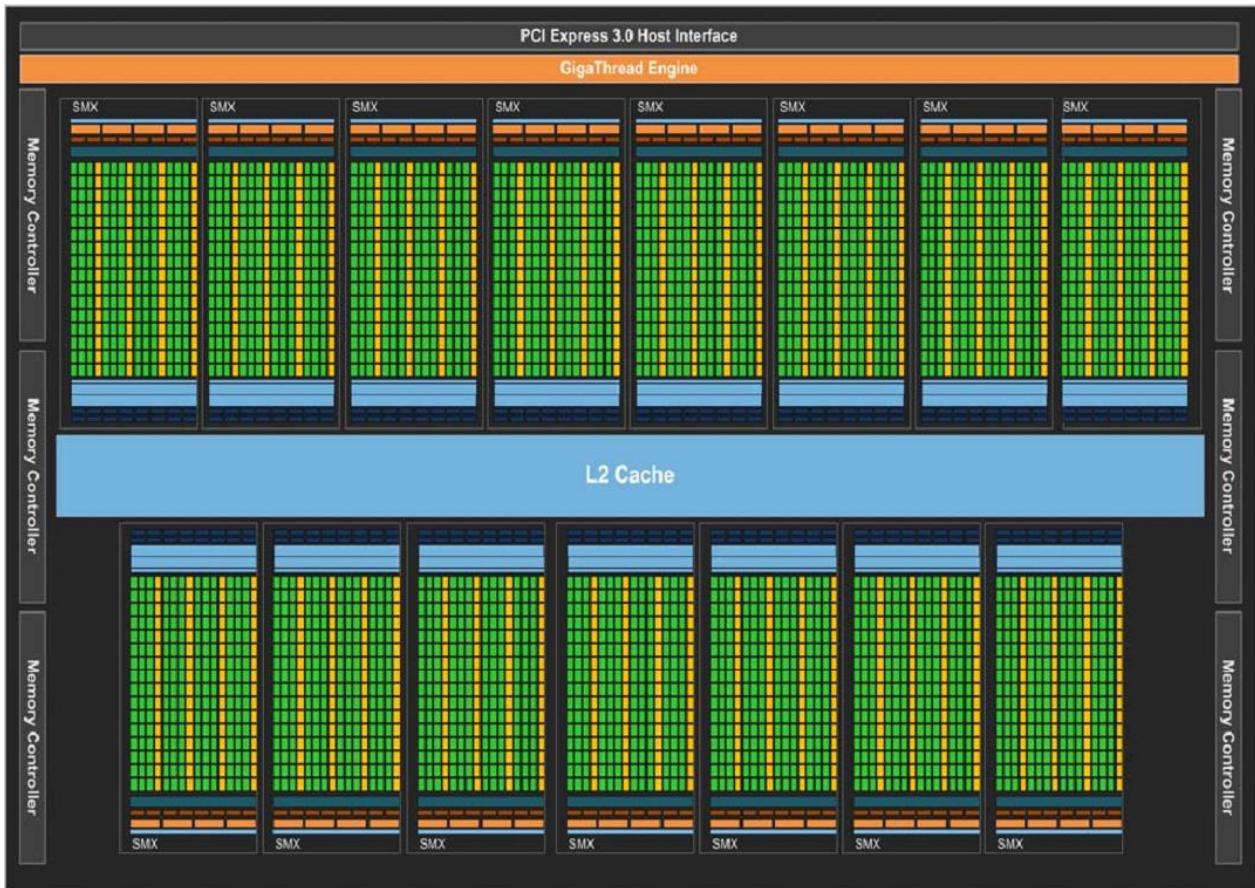 PCI Express 3.0 Host Interface
GigaThread Engine
SMX SMX SMX SMX SMX SMX SMX SMX
Memory Controller
Memory Controller
Memory Controller
L2 Cache
Memory Controller
Memory Controller
Memory Controller
SMX SMX SMX SMX SMX SMX SMX